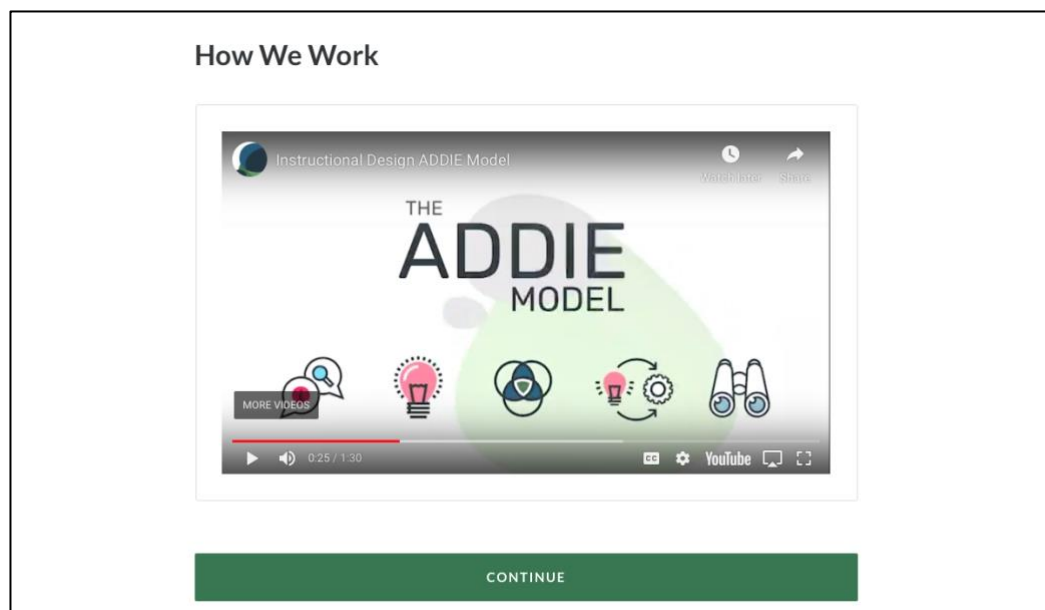 How We Work
Instructional Design ADDIE Model
Watch later
Share
THE
ADDIE
MODEL
MORE VIDEOS
0:25 / 1:30
CC
YouTube
CONTINUE